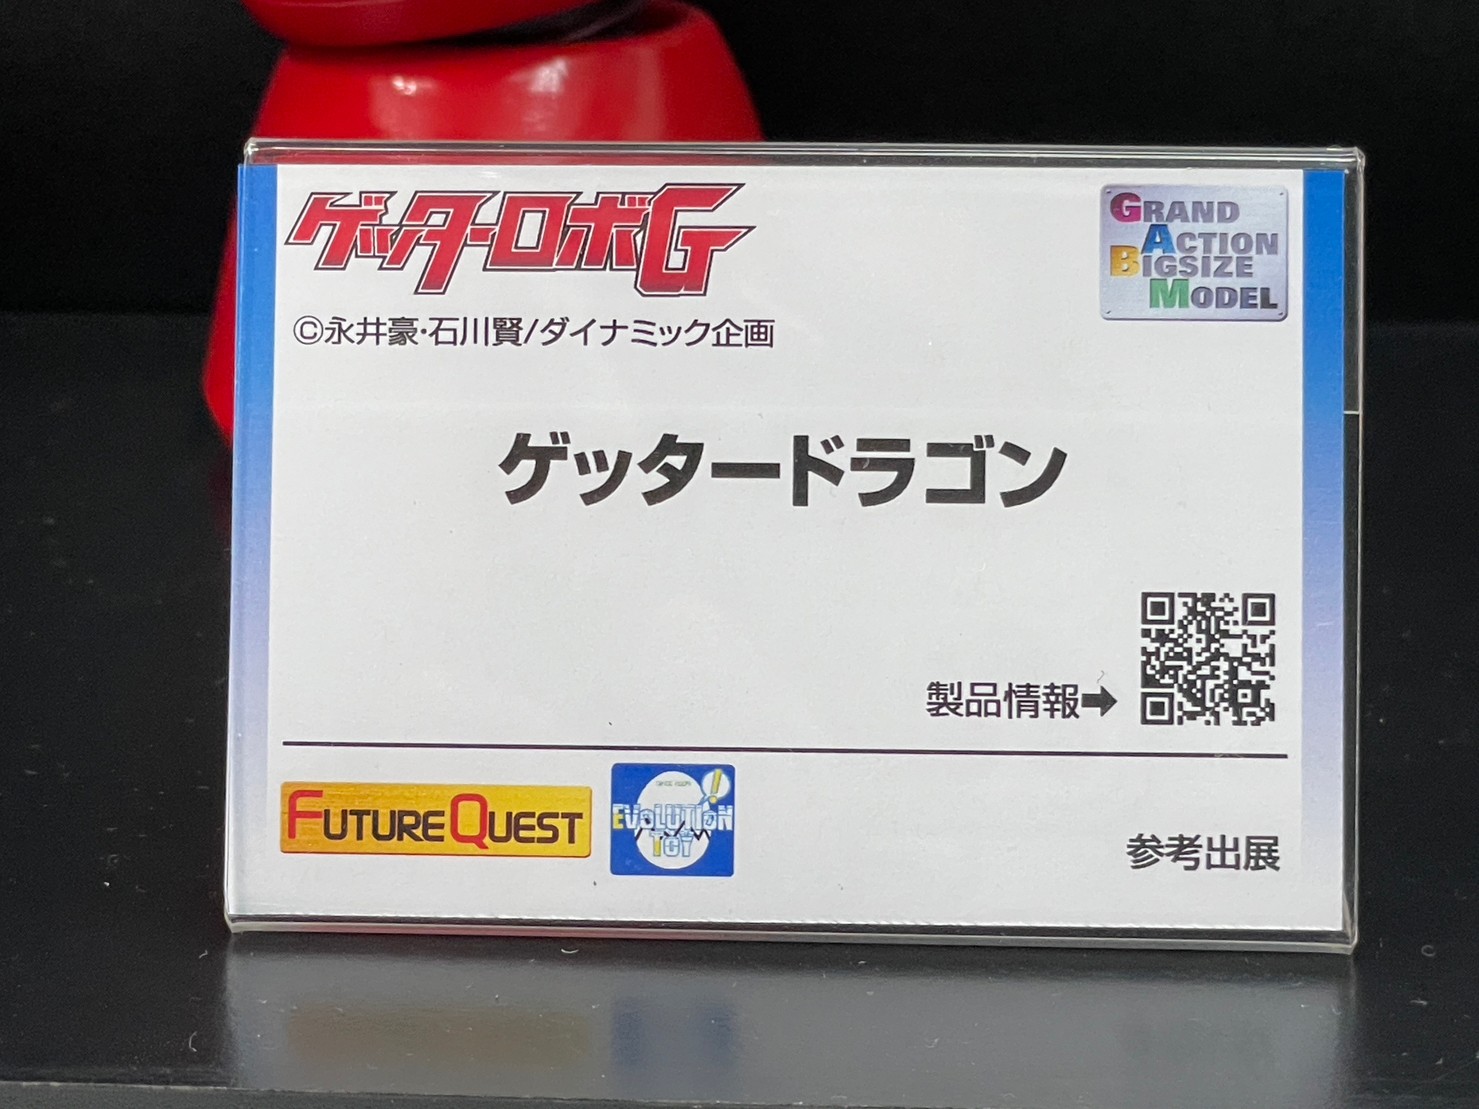 ゲッターロボG
GRAND
ACTION
BIGSIZE
MODEL
©永井豪・石川賢/ダイナミック企画
ゲッタードラゴン
製品情報➡
FUTURE QUEST
EVOLUTION!
TOY
参考出展